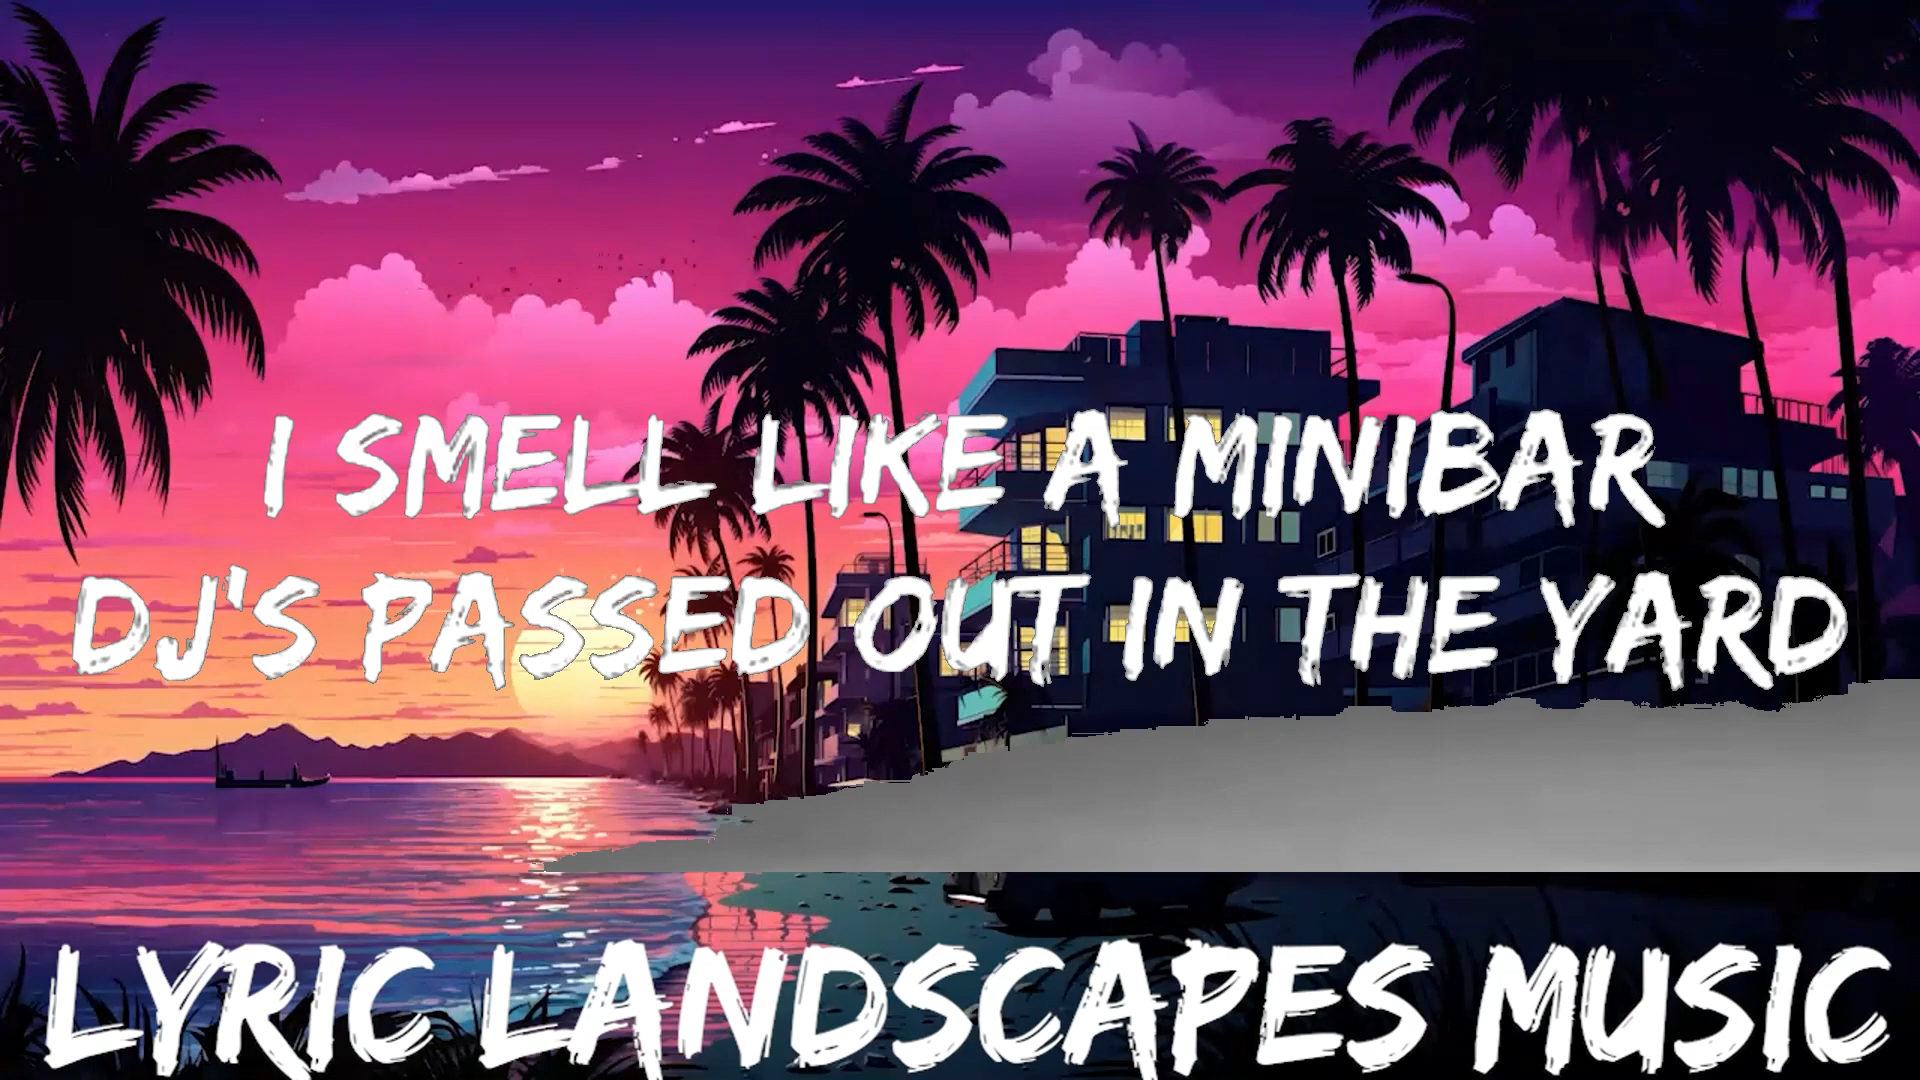 I SMELL LIKE A MINIBAR
DJ'S PASSED OUT IN THE YARD
LYRIC LANDSCAPES MUSIC